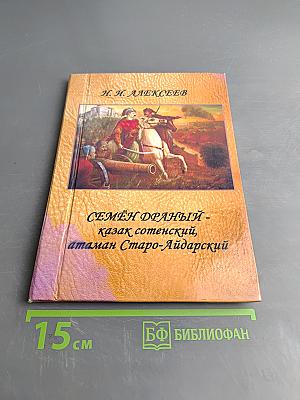 Н. Н. АЛЕКСЕЕВ
СЕМЁН ДРАНЫЙ -
казак сотенский,
атаман Старо-Айдарский
15 см
БФ БИБЛИОФАН